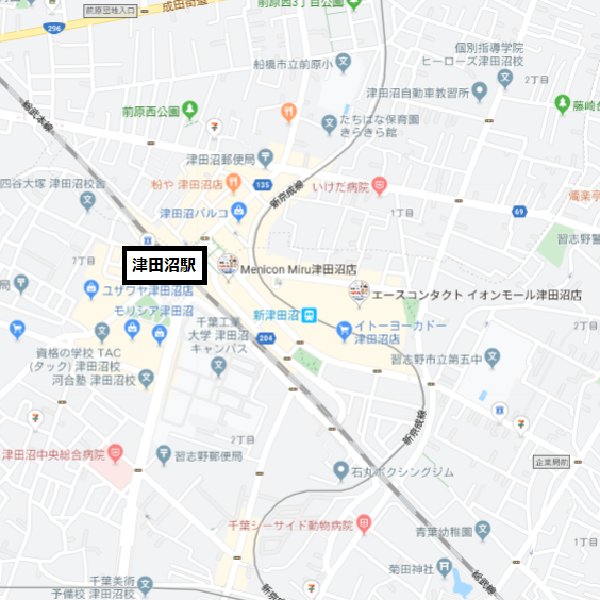 前原団地入口
成田街道
前原西3丁目公園
296
船橋市立前原小
個別指導学院
ヒーローズ津田沼校
2丁目
津田沼自動車教習所
前原西公園
たちばな保育園
きらきら館
藤崎台
総武本線
津田沼郵便局
四谷大塚 津田沼校舎
粉や 津田沼店
135
新京成線
いけだ病院
津田沼パルコ
1丁目
69
習志野警
津田沼駅
Menicon Miru津田沼店
ユザワヤ津田沼店
エースコンタクト イオンモール津田沼店
モリシア津田沼
新津田沼
千葉工業
大学 津田沼
キャンパス
284
イトーヨーカドー
津田沼店
資格の学校 TAC
(タック) 津田沼校
河合塾 津田沼校
習志野市立第五中
新京成線
2丁目
津田沼中央総合病院
習志野郵便局
企業局前
石丸ボクシングジム
千葉シーサイド動物病院
青葉幼稚園
1丁目
菊田神社
千葉美術
予備校 津田沼校
新京成
総武線